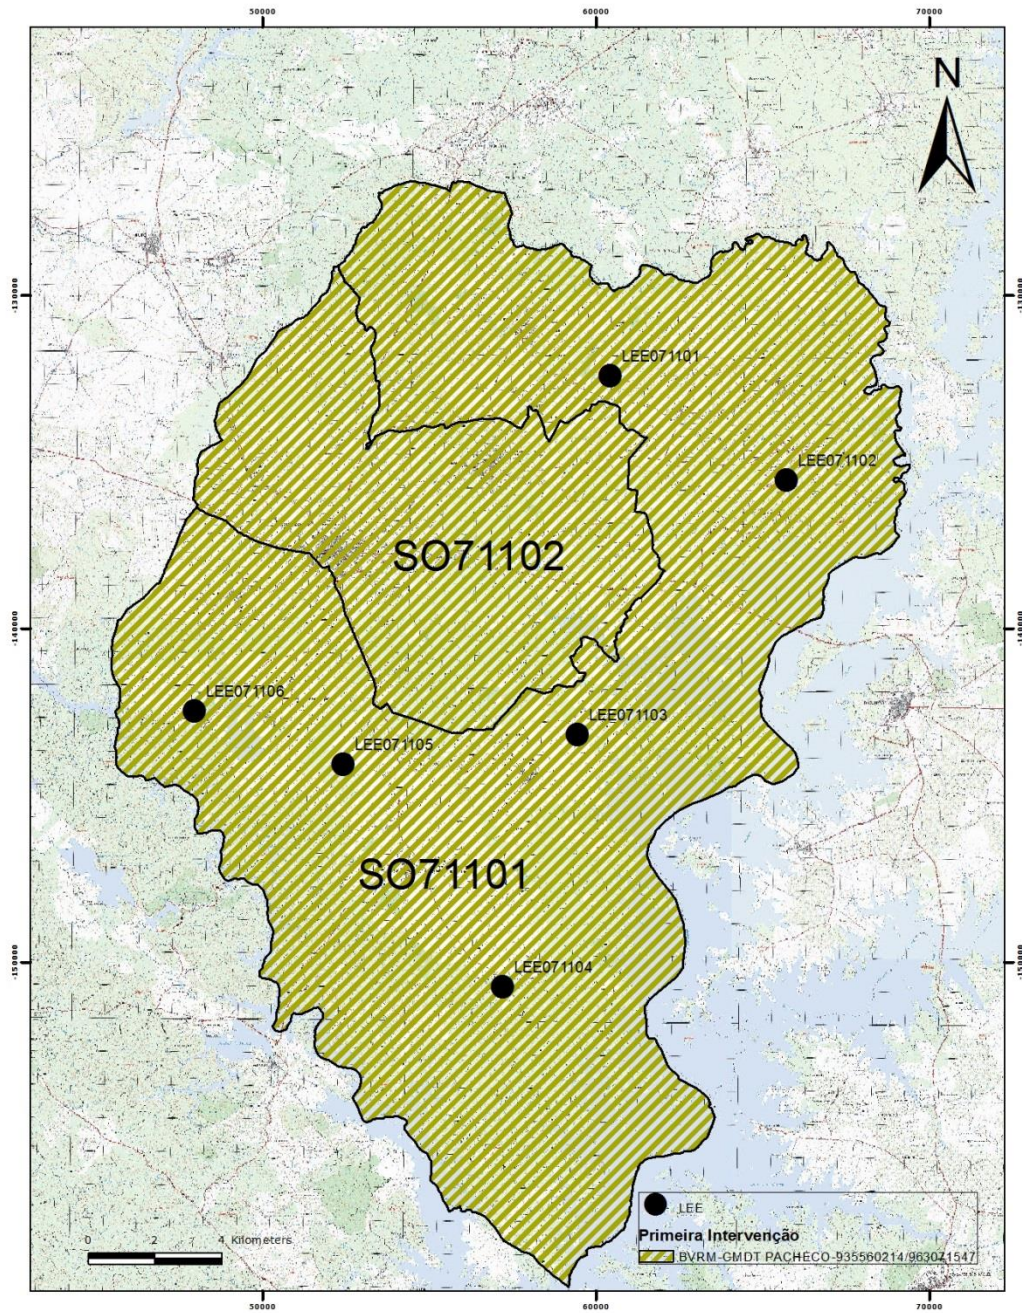 50000 60000 70000
N
-130000 -130000
LEE071101
LEE071102
SO71102
-140000 -140000
LEE071106
LEE071103
LEE071105
SO71101
-150000 -150000
LEE071104
LEE
Primeira Intervenção
0 2 4 Kilometers
BVRM-CMDT PACHECO-935560214/963071547
50000 60000 70000